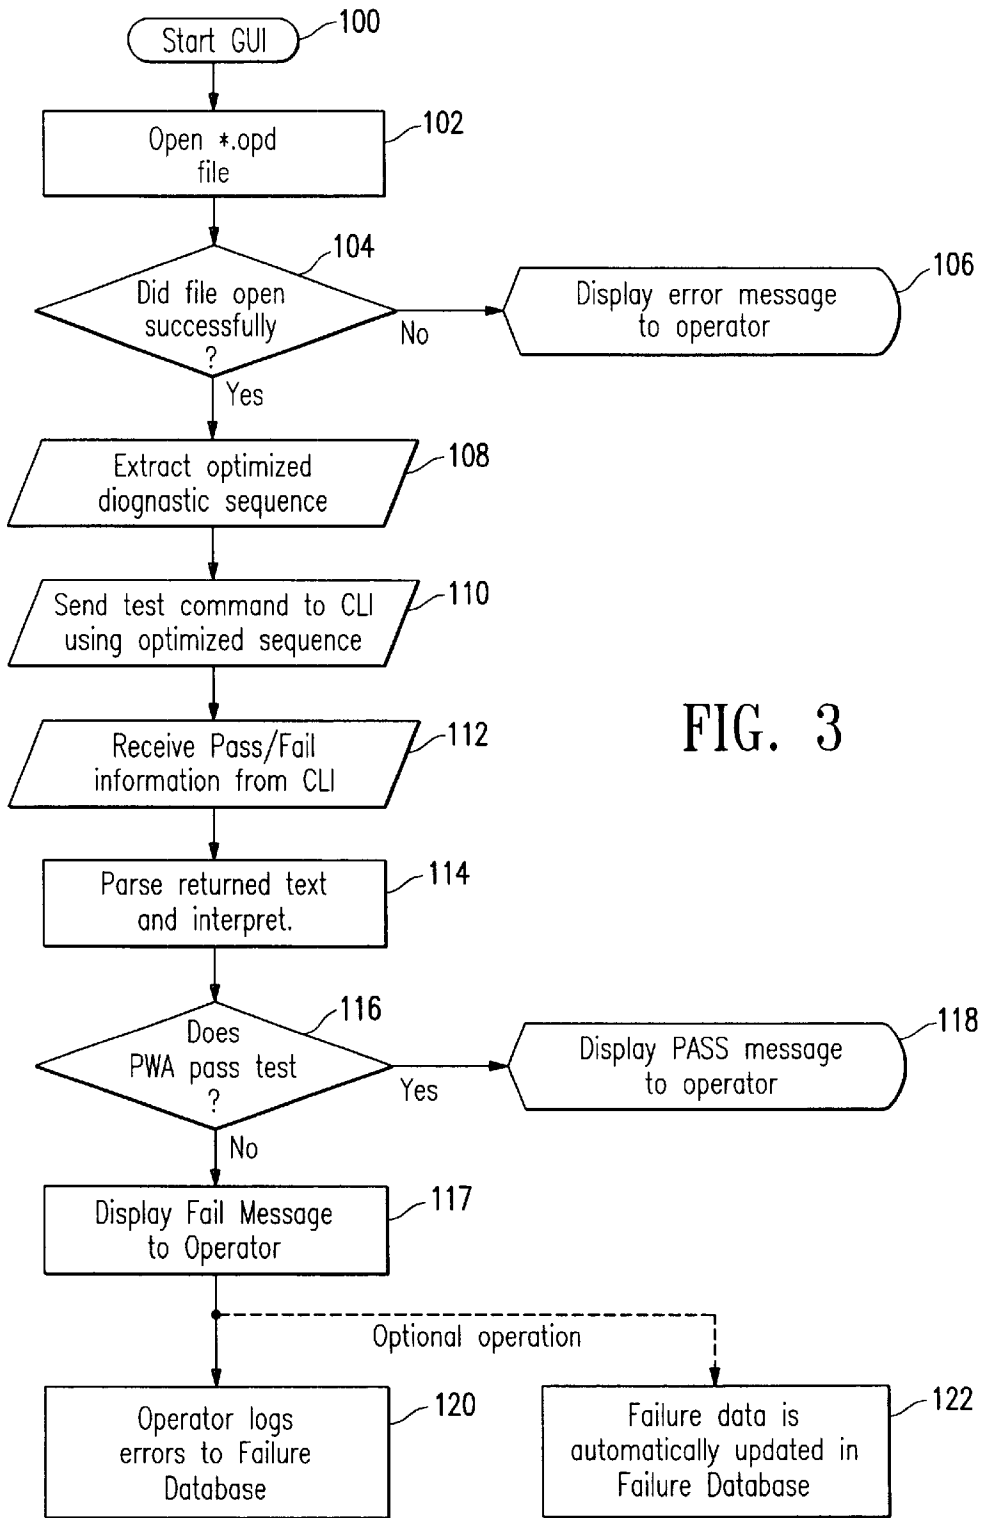 Start GUI
100
Open *.opd
file
102
Did file open
successfully
?
104
No
Display error message
to operator
106
Yes
Extract optimized
diognastic sequence
108
Send test command to CLI
using optimized sequence
110
Receive Pass/Fail
information from CLI
112
FIG. 3
Parse returned text
and interpret.
114
Does
PWA pass test
?
116
Yes
Display PASS message
to operator
118
No
Display Fail Message
to Operator
117
Optional operation
Operator logs
errors to Failure
Database
120
Failure data is
automatically updated in
Failure Database
122